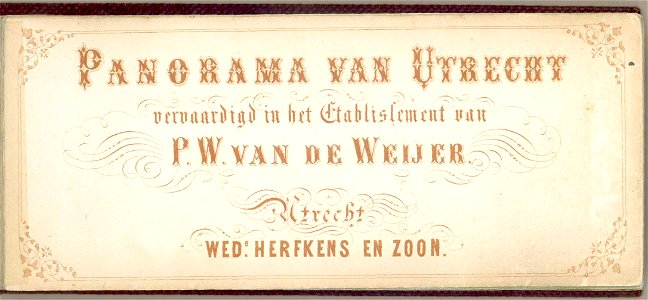 PANORAMA VAN UTRECHT
vervaardigd in het Etablissement van
P. W. VAN DE WEIJER.
Utrecht
WEDE HERFKENS EN ZOON.